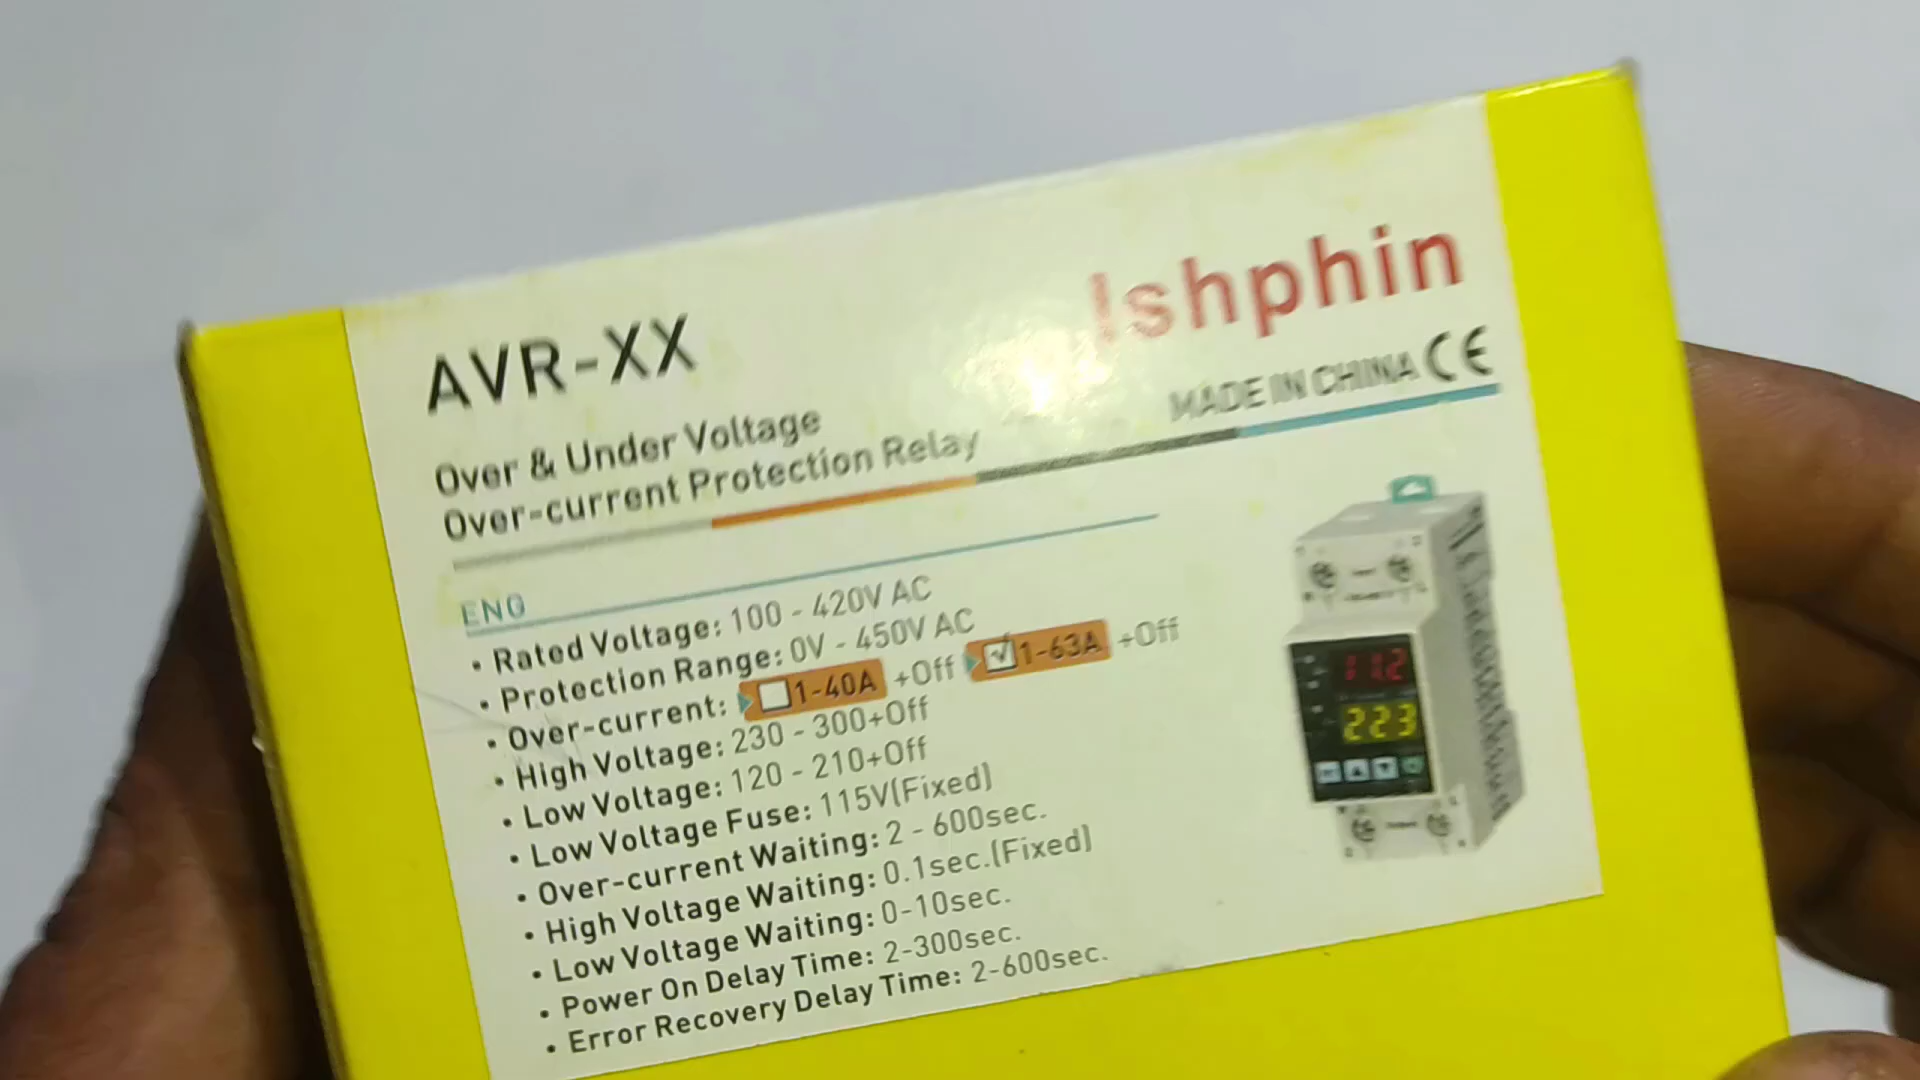 AVR-XX
!shphin
MADE IN CHINA CE
Over & Under Voltage
Over-current Protection Relay
ENG
• Rated Voltage: 100 - 420V AC
• Protection Range: 0V - 450V AC
• Over-current: 1-40A +Off √ 1-63A +Off
• High Voltage: 230 - 300+Off
• Low Voltage: 120 - 210+Off
• Low Voltage Fuse: 115V(Fixed)
• Over-current Waiting: 2 - 600sec.
• High Voltage Waiting: 0.1sec.(Fixed)
• Low Voltage Waiting: 0-10sec.
• Power On Delay Time: 2-300sec.
• Error Recovery Delay Time: 2-600sec.
11.2
223